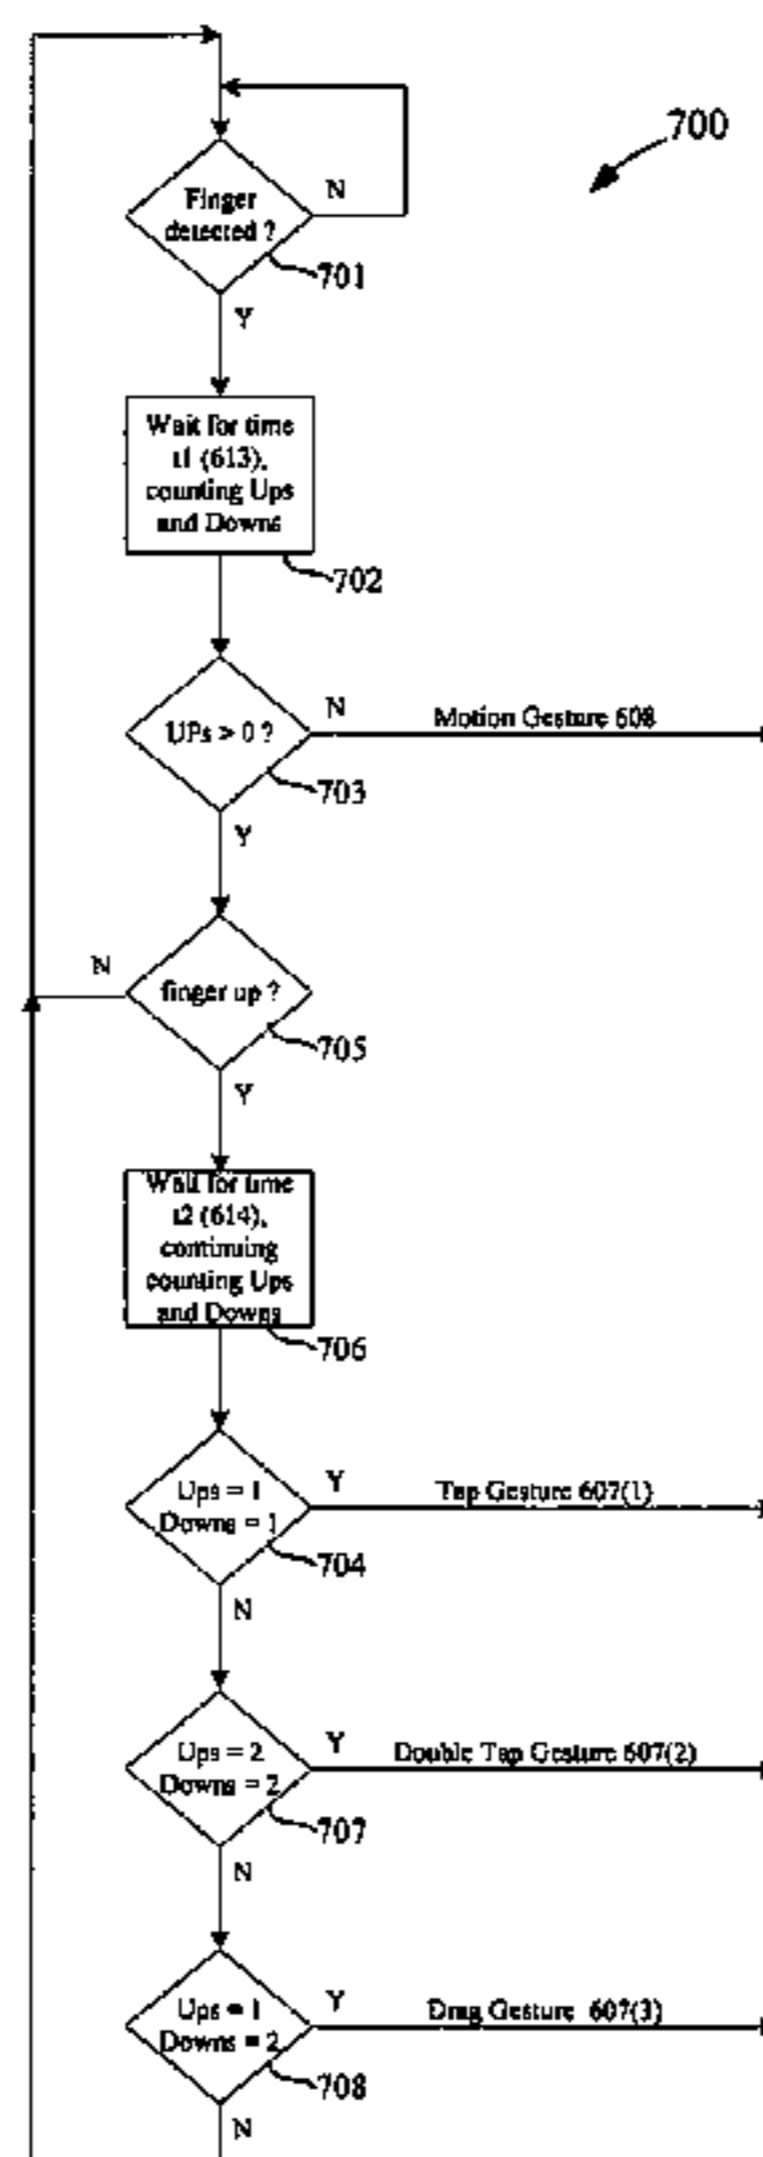 700
Finger
detected ?
N
701
Y
Wait for time
t1 (613),
counting Ups
and Downs
702
UPs > 0 ?
N
Motion Gesture 608
703
Y
N
finger up ?
705
Y
Wait for time
t2 (614),
continuing
counting Ups
and Downs
706
Ups = 1
Downs = 1
Y
Tap Gesture 607(1)
704
N
Ups = 2
Downs = 2
Y
Double Tap Gesture 607(2)
707
N
Ups = 1
Downs = 2
Y
Drag Gesture 607(3)
708
N